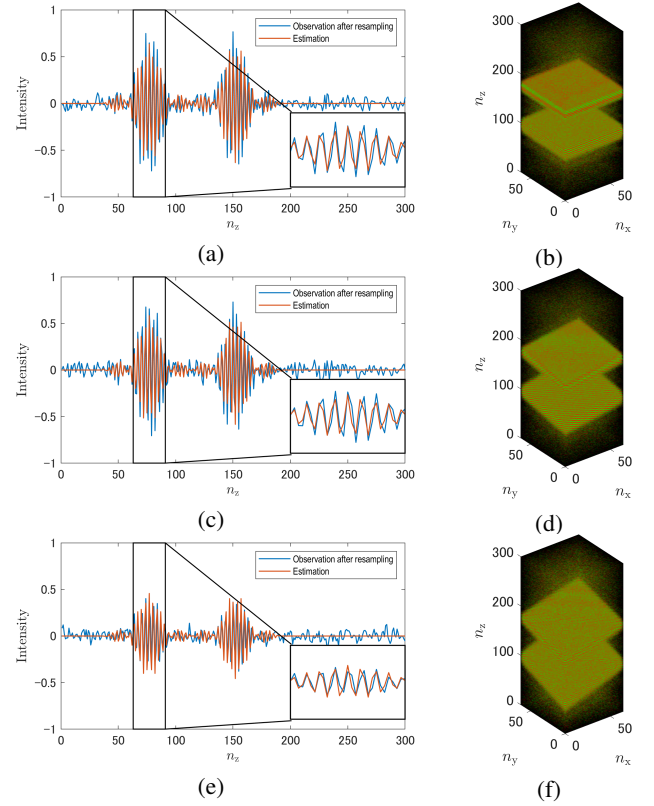 1
0.5
0
−0.5
−1
Intensity
Observation after resampling
Estimation
0 50 100 150 200 250 300
n_z
(a)
300
200
100
0
n_z
50
0
n_y
0
50
n_x
(b)
1
0.5
0
-0.5
-1
Intensity
Observation after resampling
Estimation
0 50 100 150 200 250 300
n_z
(c)
300
200
100
0
n_z
50
0
n_y
0
50
n_x
(d)
1
0.5
0
-0.5
-1
Intensity
Observation after resampling
Estimation
0 50 100 150 200 250 300
n_z
(e)
300
200
100
0
n_z
50
0
n_y
0
50
n_x
(f)